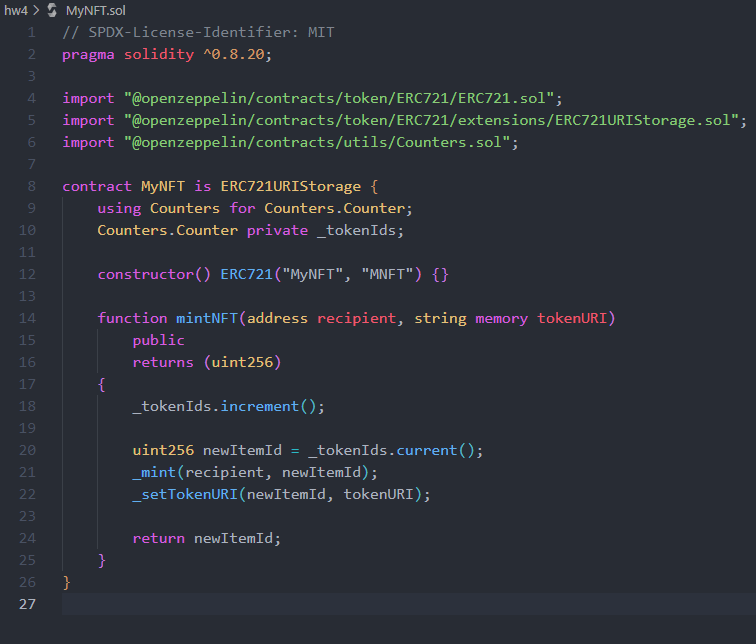 hw4 > MyNFT.sol
1 // SPDX-License-Identifier: MIT
2 pragma solidity ^0.8.20;
3
4 import "@openzeppelin/contracts/token/ERC721/ERC721.sol";
5 import "@openzeppelin/contracts/token/ERC721/extensions/ERC721URIStorage.sol";
6 import "@openzeppelin/contracts/utils/Counters.sol";
7
8 contract MyNFT is ERC721URIStorage {
9     using Counters for Counters.Counter;
10     Counters.Counter private _tokenIds;
11
12     constructor() ERC721("MyNFT", "MNFT") {}
13
14     function mintNFT(address recipient, string memory tokenURI)
15         public
16         returns (uint256)
17     {
18         _tokenIds.increment();
19
20         uint256 newItemId = _tokenIds.current();
21         _mint(recipient, newItemId);
22         _setTokenURI(newItemId, tokenURI);
23
24         return newItemId;
25     }
26 }
27